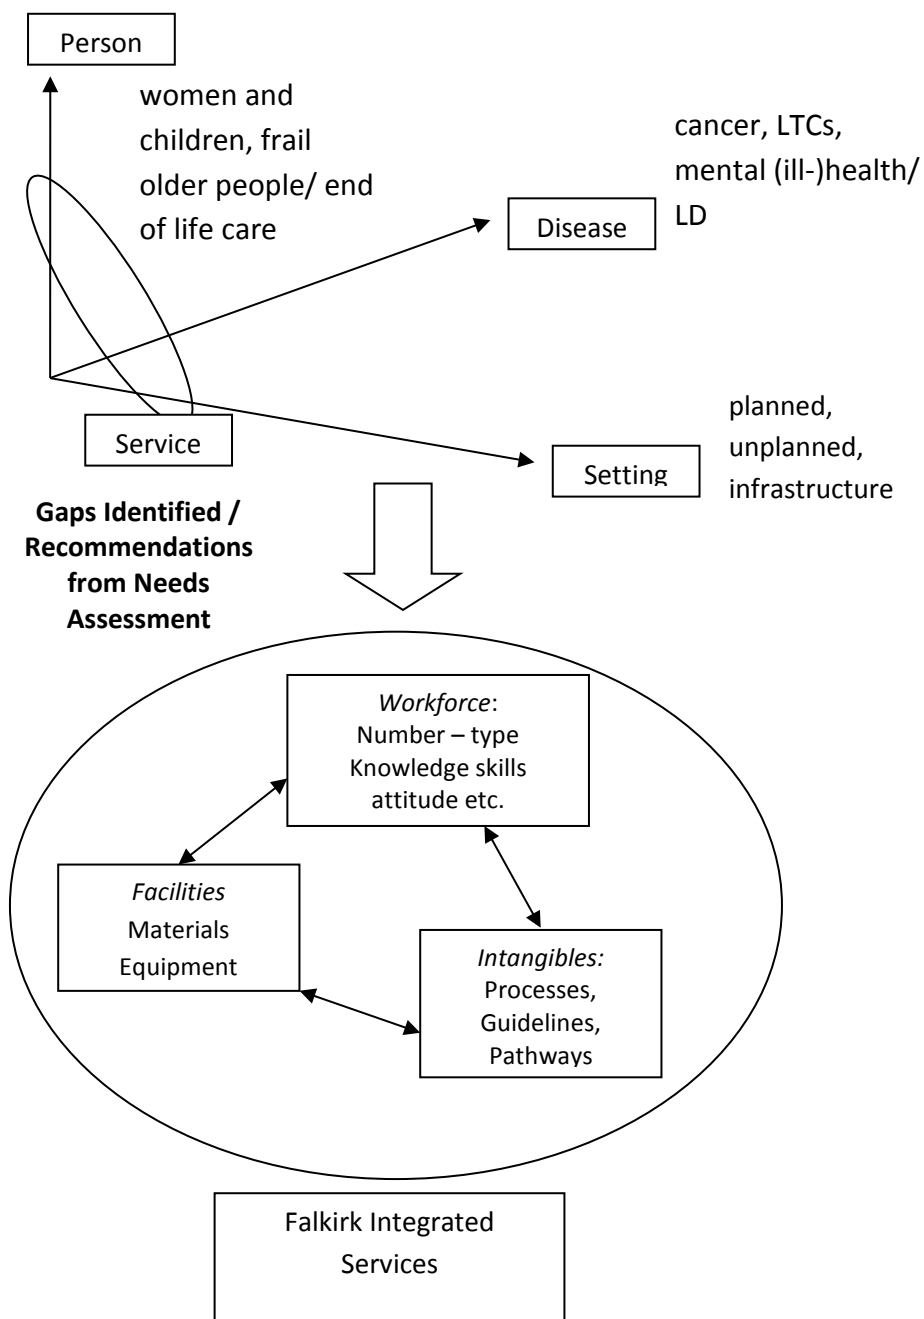 Person
women and
children, frail
older people/ end
of life care
cancer, LTCs,
mental (ill-)health/
LD
Disease
Service
planned,
unplanned,
infrastructure
Setting
Gaps Identified /
Recommendations
from Needs
Assessment
Workforce:
Number – type
Knowledge skills
attitude etc.
Facilities
Materials
Equipment
Intangibles:
Processes,
Guidelines,
Pathways
Falkirk Integrated
Services